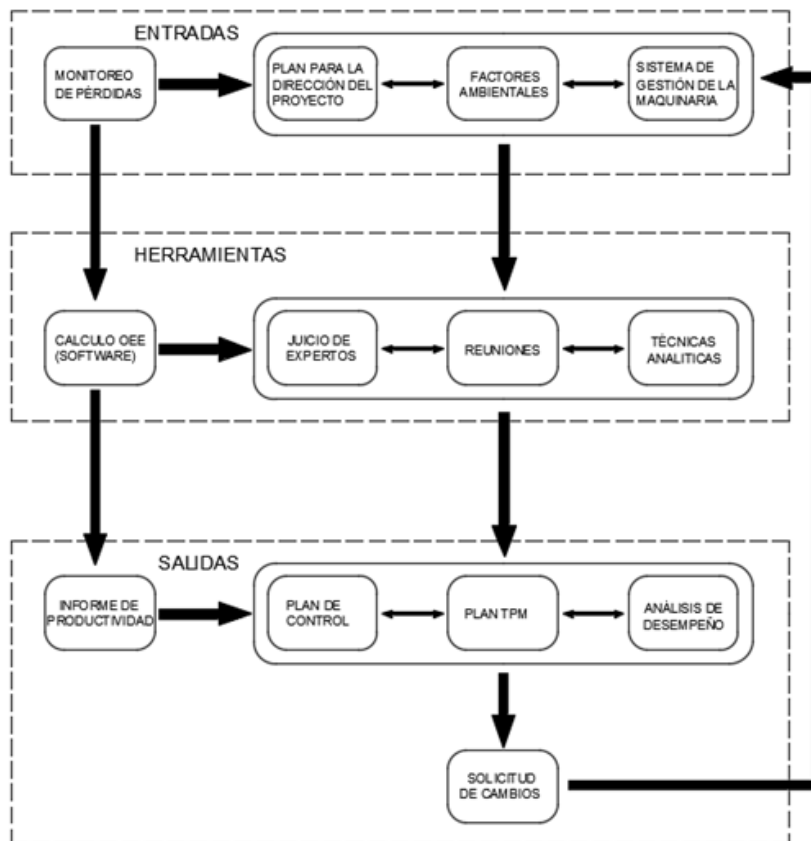 ENTRADAS
MONITOREO
DE PÉRDIDAS
PLAN PARA LA
DIRECCIÓN DEL
PROYECTO
FACTORES
AMBIENTALES
SISTEMA DE
GESTIÓN DE LA
MAQUINARIA
HERRAMIENTAS
CALCULO OEE
(SOFTWARE)
JUICIO DE
EXPERTOS
REUNIONES
TÉCNICAS
ANALITICAS
SALIDAS
INFORME DE
PRODUCTIVIDAD
PLAN DE
CONTROL
PLAN TPM
ANÁLISIS DE
DESEMPEÑO
SOLICITUD
DE CAMBIOS